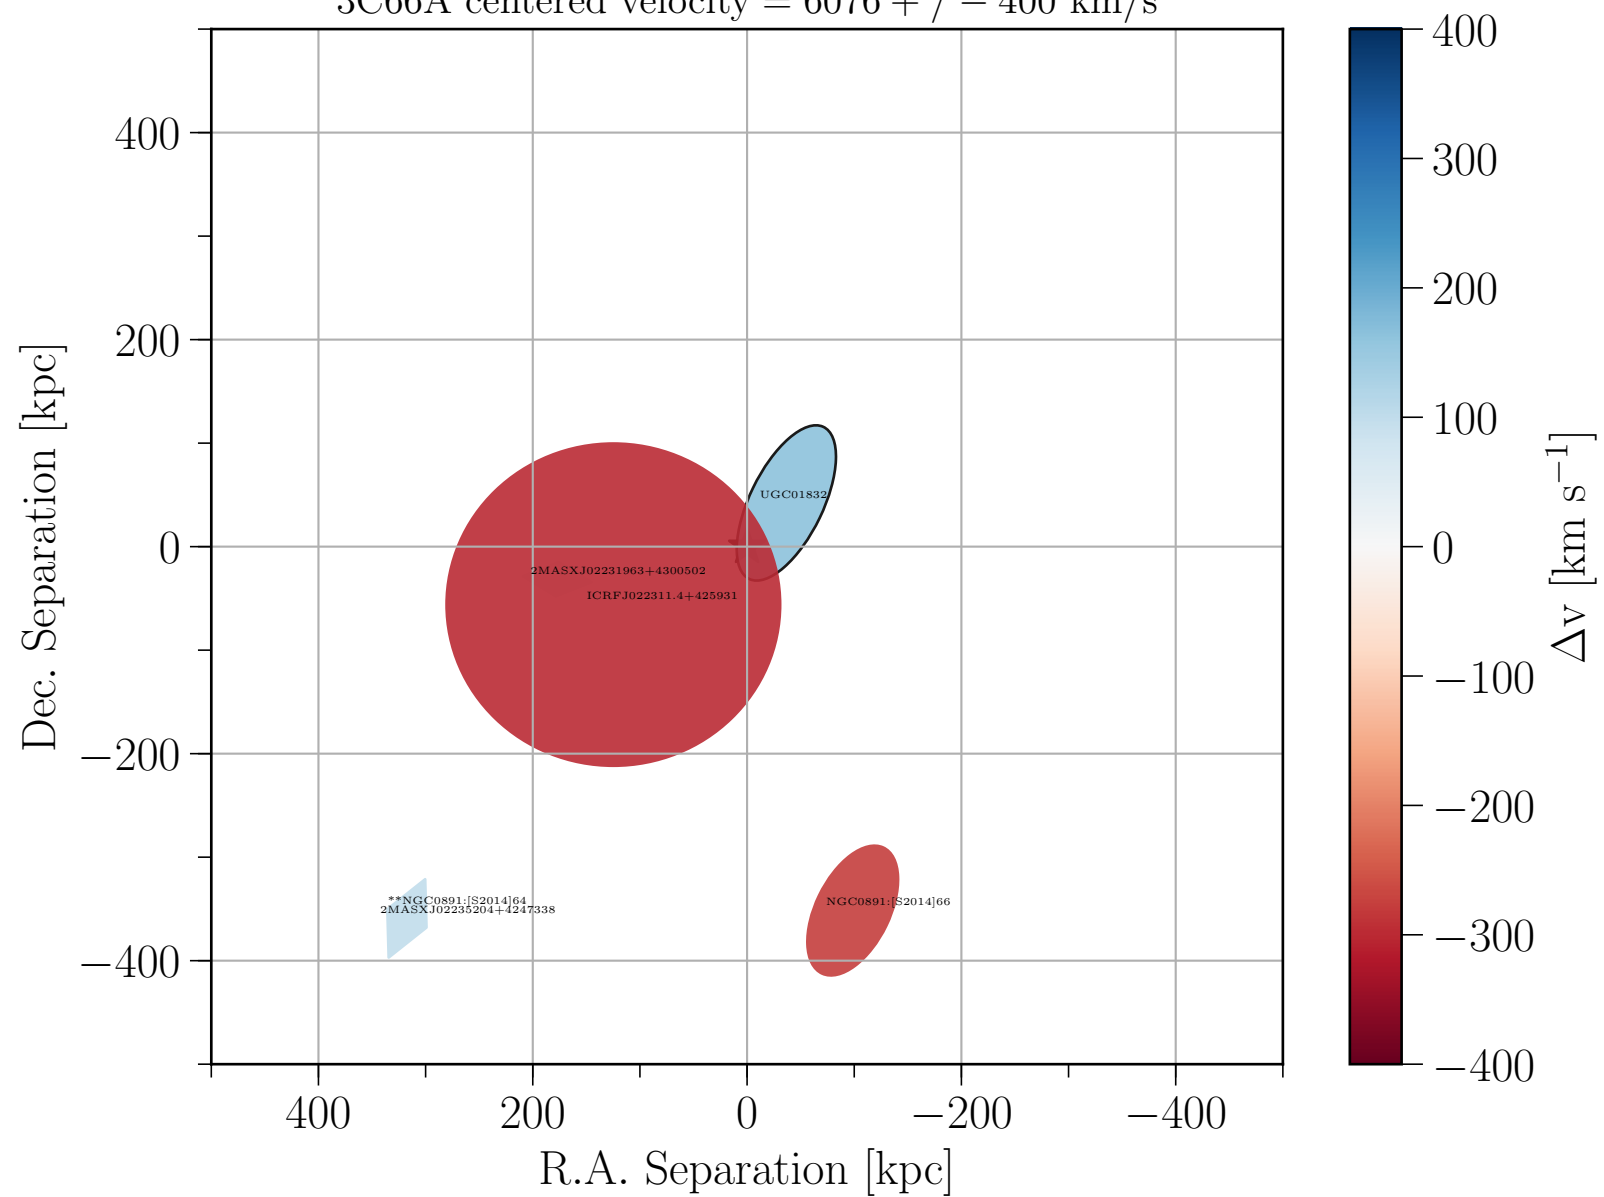 3C66A centered velocity = 6076 + / − 400 km/s
400
200
0
−200
−400
Dec. Separation [kpc]
UGC01832
2MASXJ02231963+4300502
ICRFJ022311.4+425931
**NGC0891:[S2014]64
2MASXJ02235204+4247338
NGC0891:[S2014]66
400
200
0
−200
−400
R.A. Separation [kpc]
400
300
200
100
0
−100
−200
−300
−400
Δv [km s⁻¹]